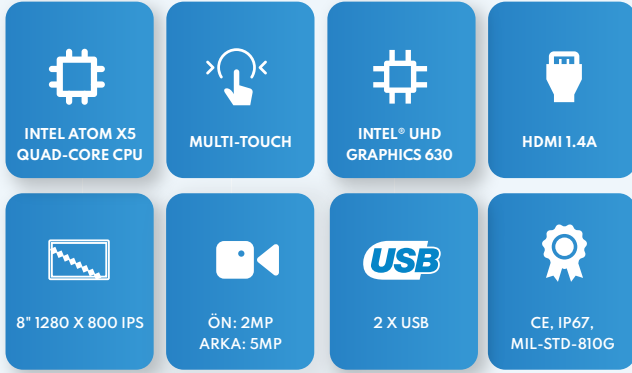 INTEL ATOM X5
QUAD-CORE CPU
MULTI-TOUCH
INTEL® UHD
GRAPHICS 630
HDMI 1.4A
8" 1280 X 800 IPS
ÖN: 2MP
ARKA: 5MP
USB
2 X USB
CE, IP67,
MIL-STD-810G